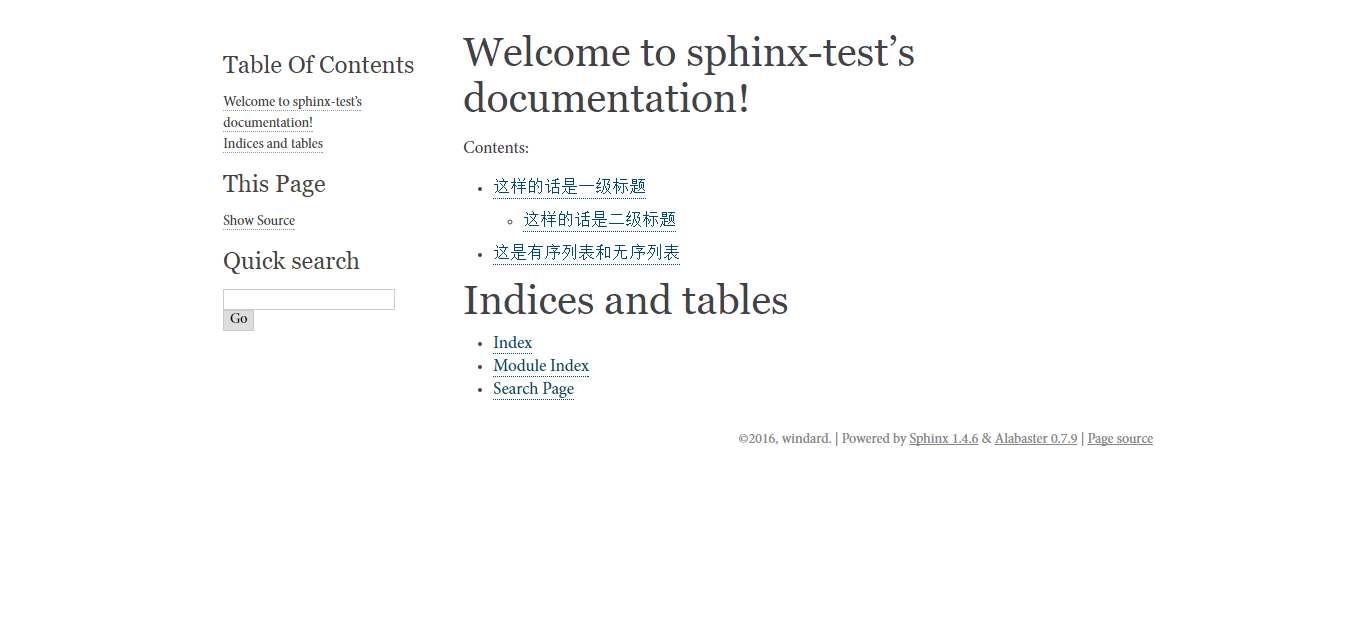 Table Of Contents
Welcome to sphinx-test’s
documentation!
Indices and tables
This Page
Show Source
Quick search
Go
Welcome to sphinx-test’s
documentation!
Contents:
这样的话是一级标题
这样的话是二级标题
这是有序列表和无序列表
Indices and tables
Index
Module Index
Search Page
©2016, windard. | Powered by Sphinx 1.4.6 & Alabaster 0.7.9 | Page source